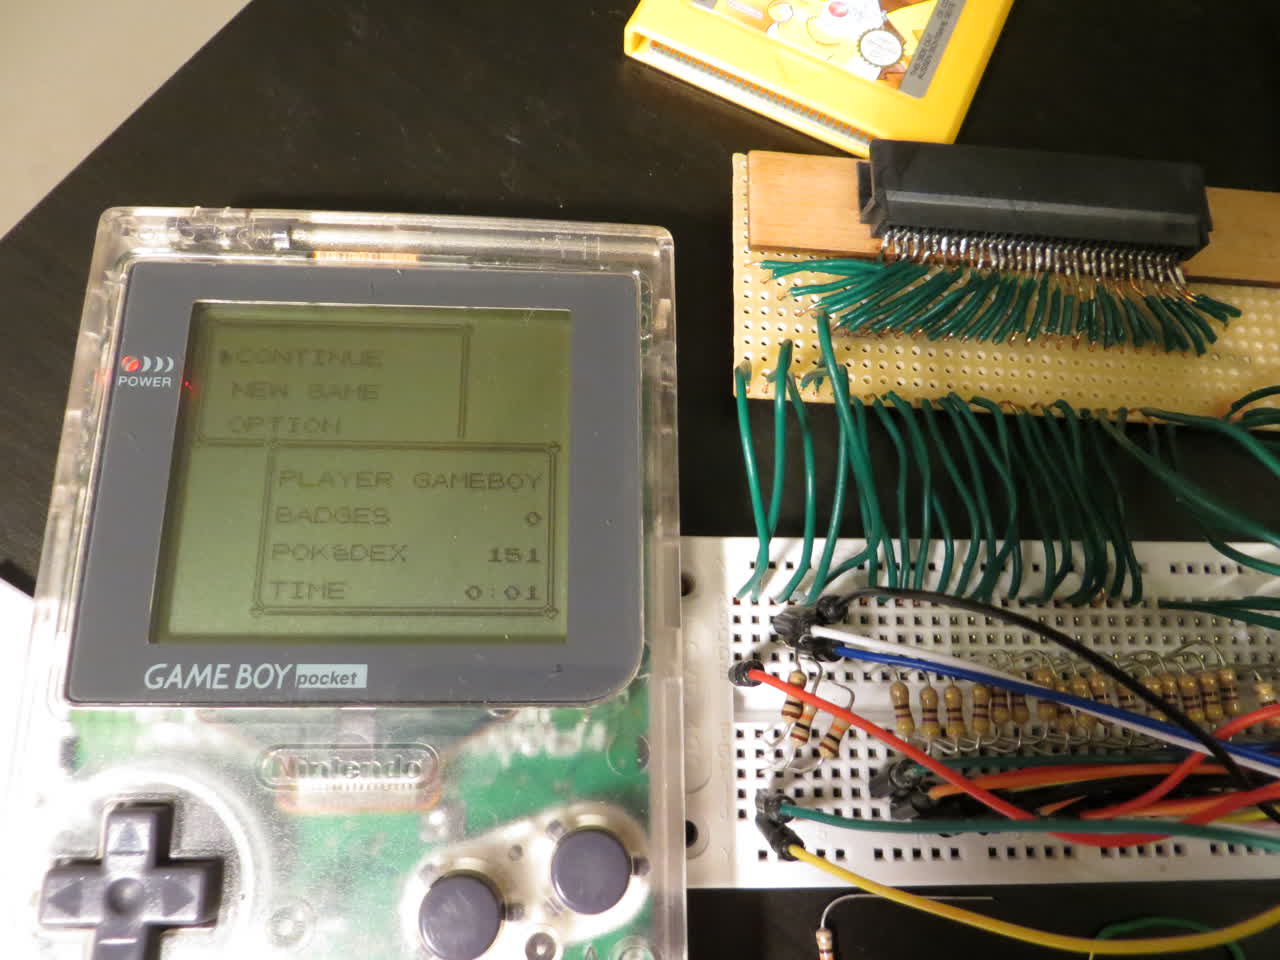 POWER
CONTINUE
NEW GAME
OPTION
PLAYER GAMEBOY
BADGES 0
POKéDEX 151
TIME 0:01
GAME BOY pocket
Nintendo